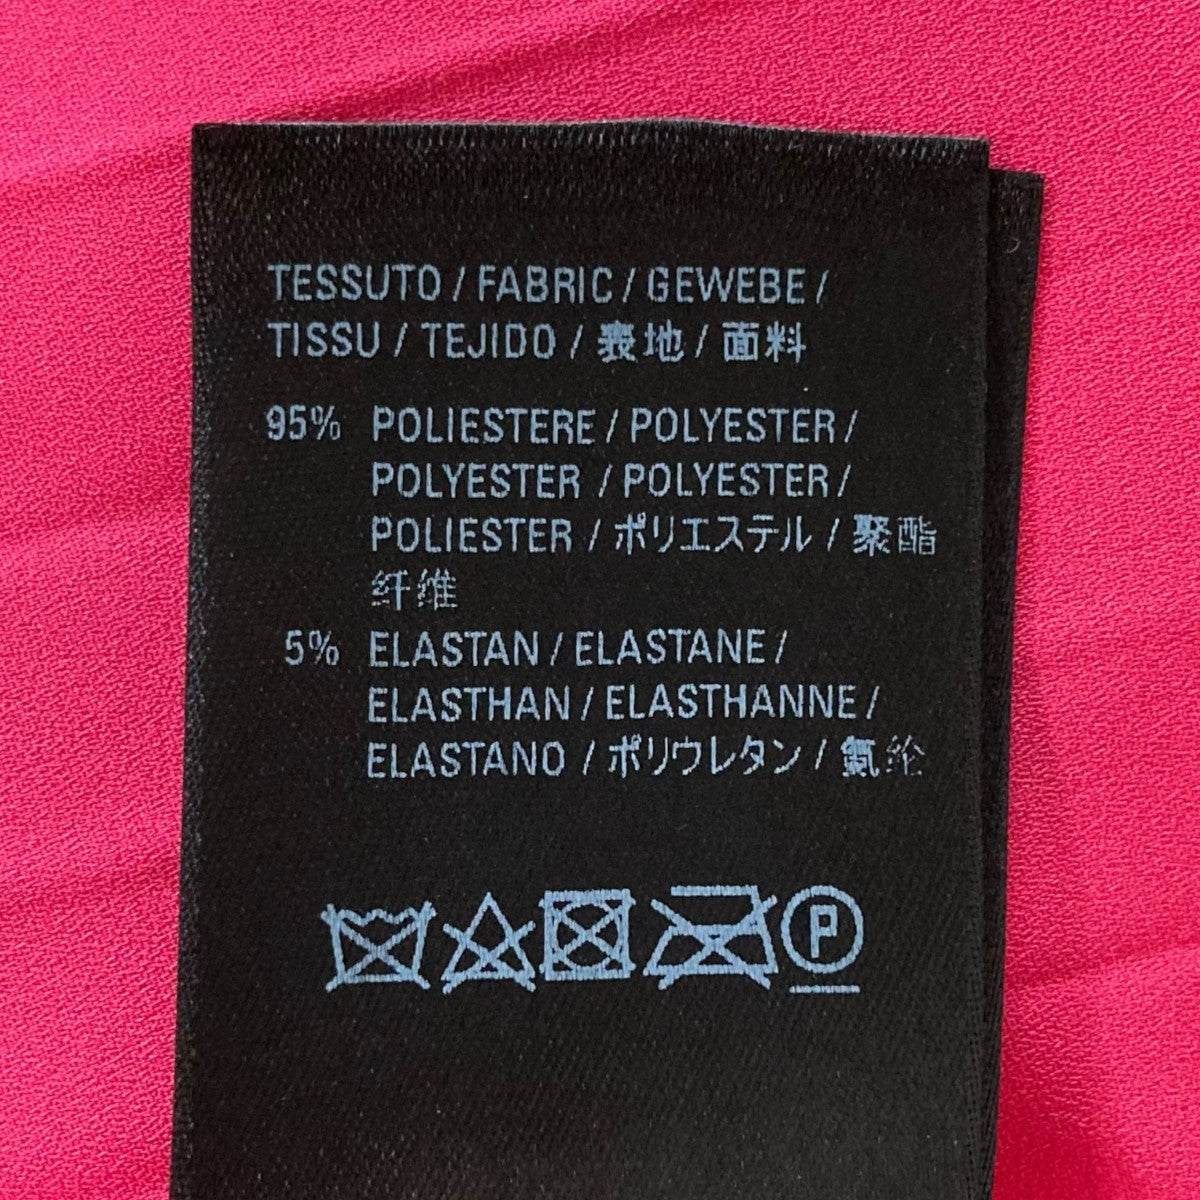 TESSUTO / FABRIC / GEWEBE /
TISSU / TEJIDO / 表地 / 面料
95% POLIESTERE / POLYESTER /
POLYESTER / POLYESTER /
POLIESTER / ポリエステル / 聚酯
纤维
5% ELASTAN / ELASTANE /
ELASTHAN / ELASTHANNE /
ELASTANO / ポリウレタン / 氨纶
P